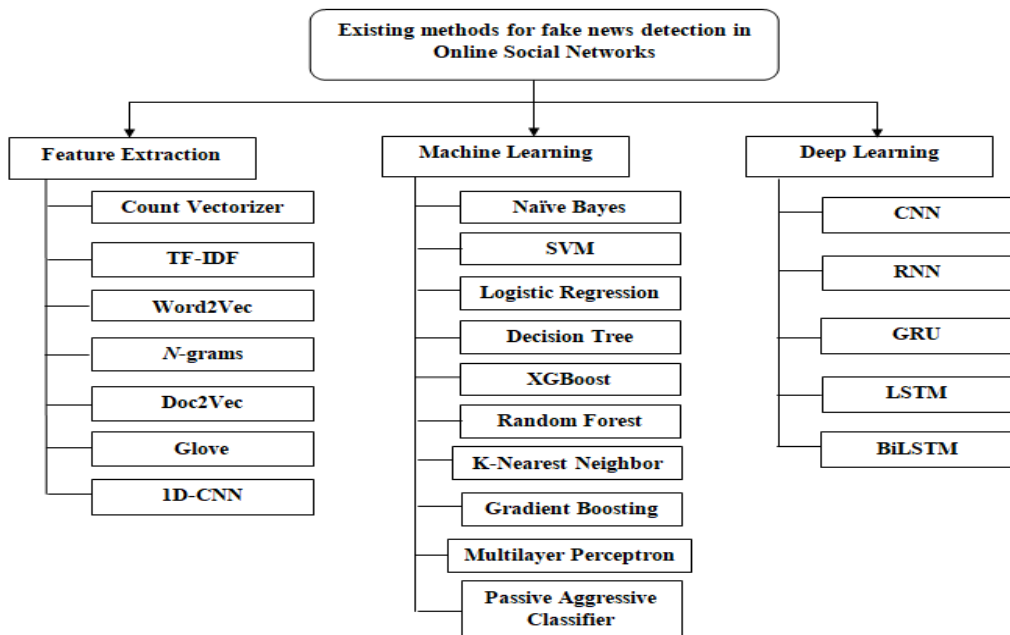 Existing methods for fake news detection in
Online Social Networks
Feature Extraction
Count Vectorizer
TF-IDF
Word2Vec
N-grams
Doc2Vec
Glove
1D-CNN
Machine Learning
Naïve Bayes
SVM
Logistic Regression
Decision Tree
XGBoost
Random Forest
K-Nearest Neighbor
Gradient Boosting
Multilayer Perceptron
Passive Aggressive
Classifier
Deep Learning
CNN
RNN
GRU
LSTM
BiLSTM